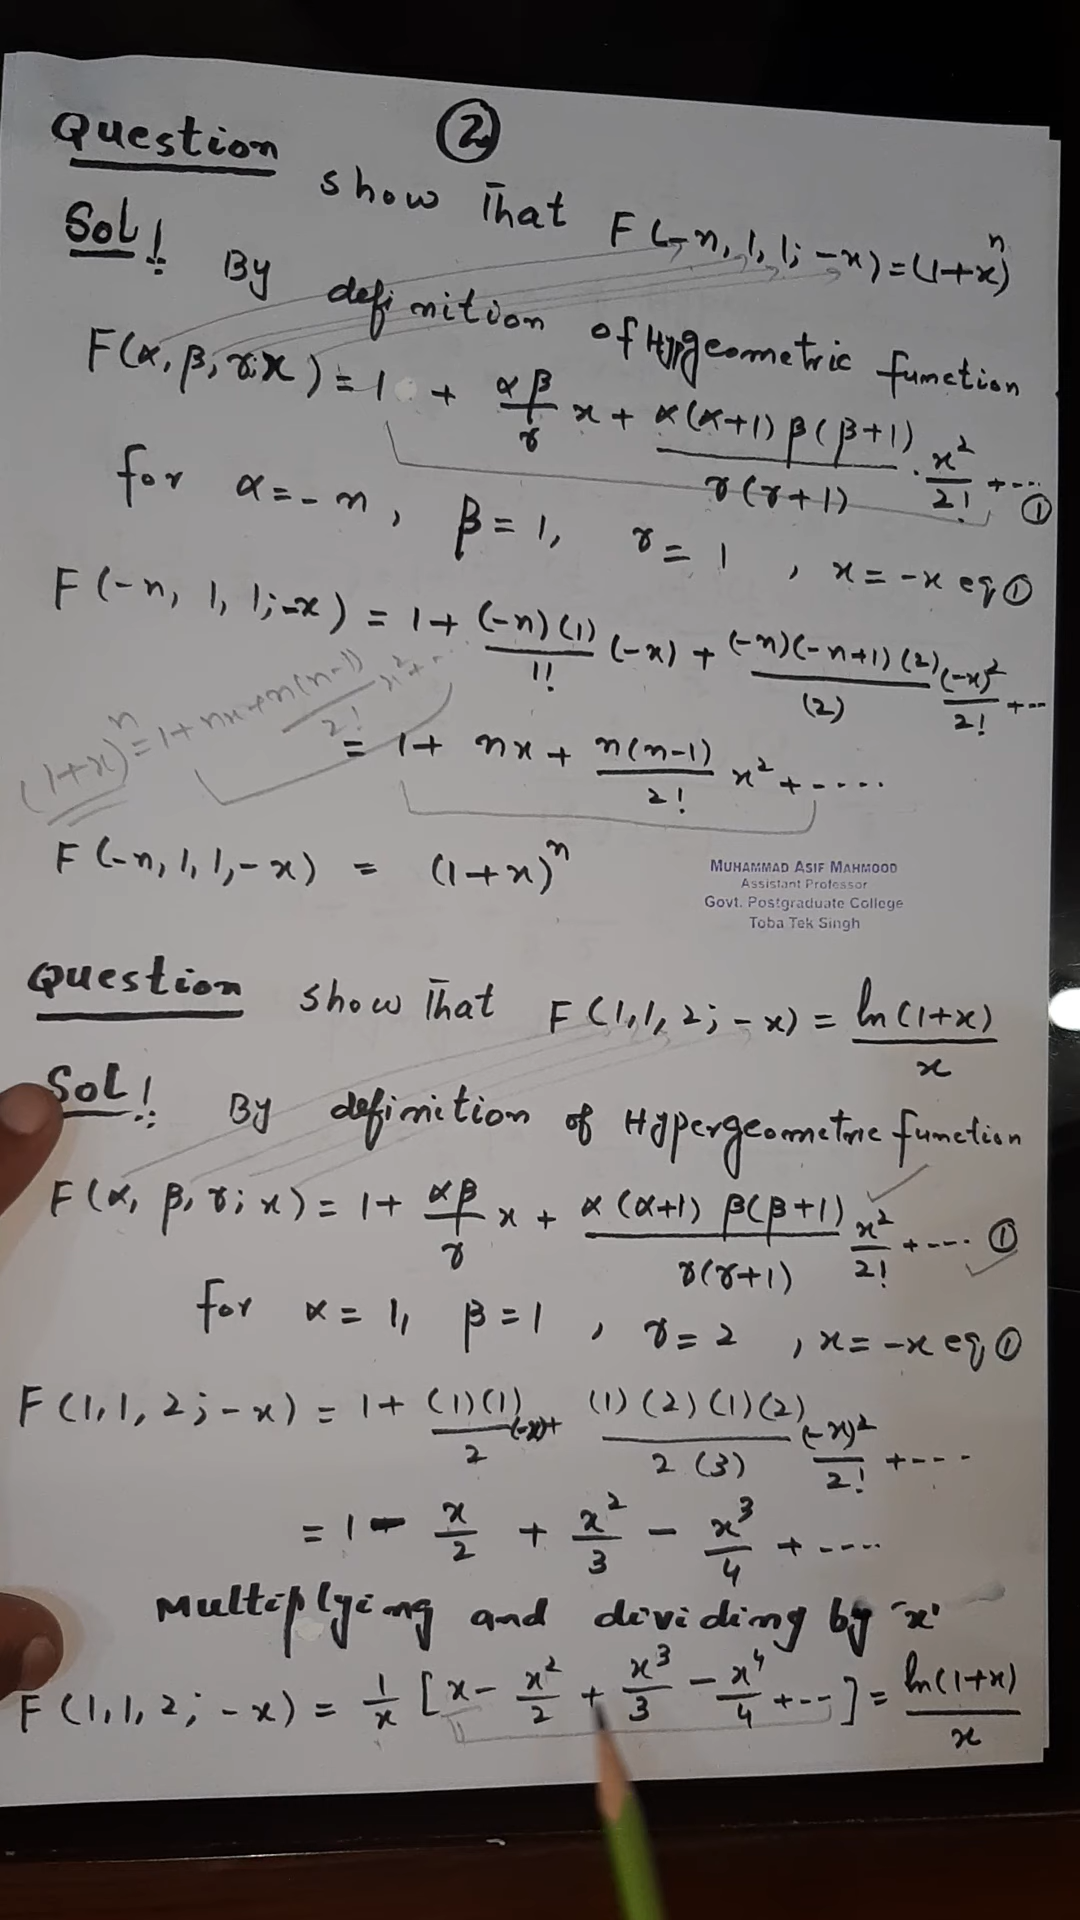 ②
Question show That F(-n, 1, 1; -x) = (1+x)^n
Sol! By definition of Hypgeometric function
F(α, β, γ; x) = 1 + αβ/γ x + α(α+1) β(β+1)/γ(γ+1) · x²/2! + ---- ①
for α = -n, β = 1, γ = 1, x = -x eq ①
F(-n, 1, 1; -x) = 1 + (-n)(1)/1! (-x) + (-n)(-n+1)(2)/(2) (-x)²/2! + ---
(1+x)^n = 1 + nx + n(n-1)/2! x² + ...
= 1 + nx + n(n-1)/2! x² + -----
F(-n, 1, 1, -x) = (1+x)^n
MUHAMMAD ASIF MAHMOOD
Assistant Professor
Govt. Postgraduate College
Toba Tek Singh
Question show That F(1, 1, 2; -x) = ln(1+x)/x
Sol! By definition of Hypergeometric function
F(α, β, γ; x) = 1 + αβ/γ x + α(α+1) β(β+1)/γ(γ+1) x²/2! + ---- ①
for α = 1, β = 1, γ = 2, x = -x eq ①
F(1, 1, 2; -x) = 1 + (1)(1)/2 (-x) + (1)(2)(1)(2)/2(3) (-x)²/2! + ----
= 1 - x/2 + x²/3 - x³/4 + ----
Multiplying and dividing by 'x'
F(1, 1, 2; -x) = 1/x [x - x²/2 + x³/3 - x⁴/4 + --] = ln(1+x)/x